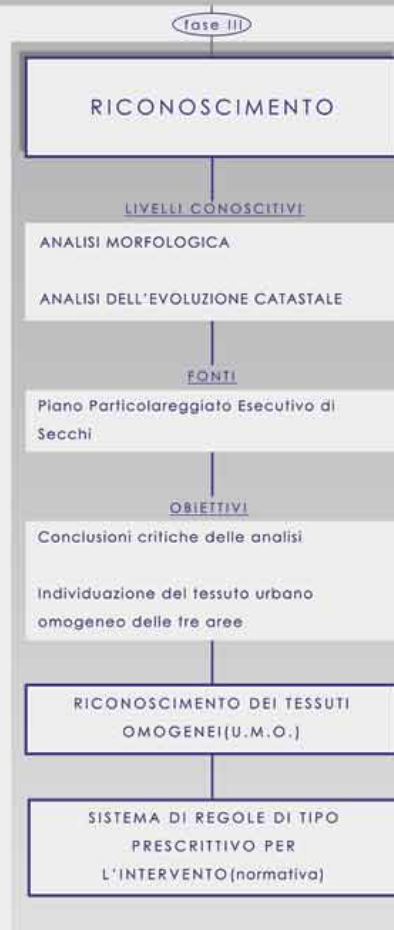 fase III
RICONOSCIMENTO
LIVELLI CONOSCITIVI
ANALISI MORFOLOGICA
ANALISI DELL'EVOLUZIONE CATASTALE
FONTI
Piano Particolareggiato Esecutivo di
Secchi
OBIETTIVI
Conclusioni critiche delle analisi
Individuazione del tessuto urbano
omogeneo delle tre aree
RICONOSCIMENTO DEI TESSUTI
OMOGENEI(U.M.O.)
SISTEMA DI REGOLE DI TIPO
PRESCRITTIVO PER
L'INTERVENTO(normativa)